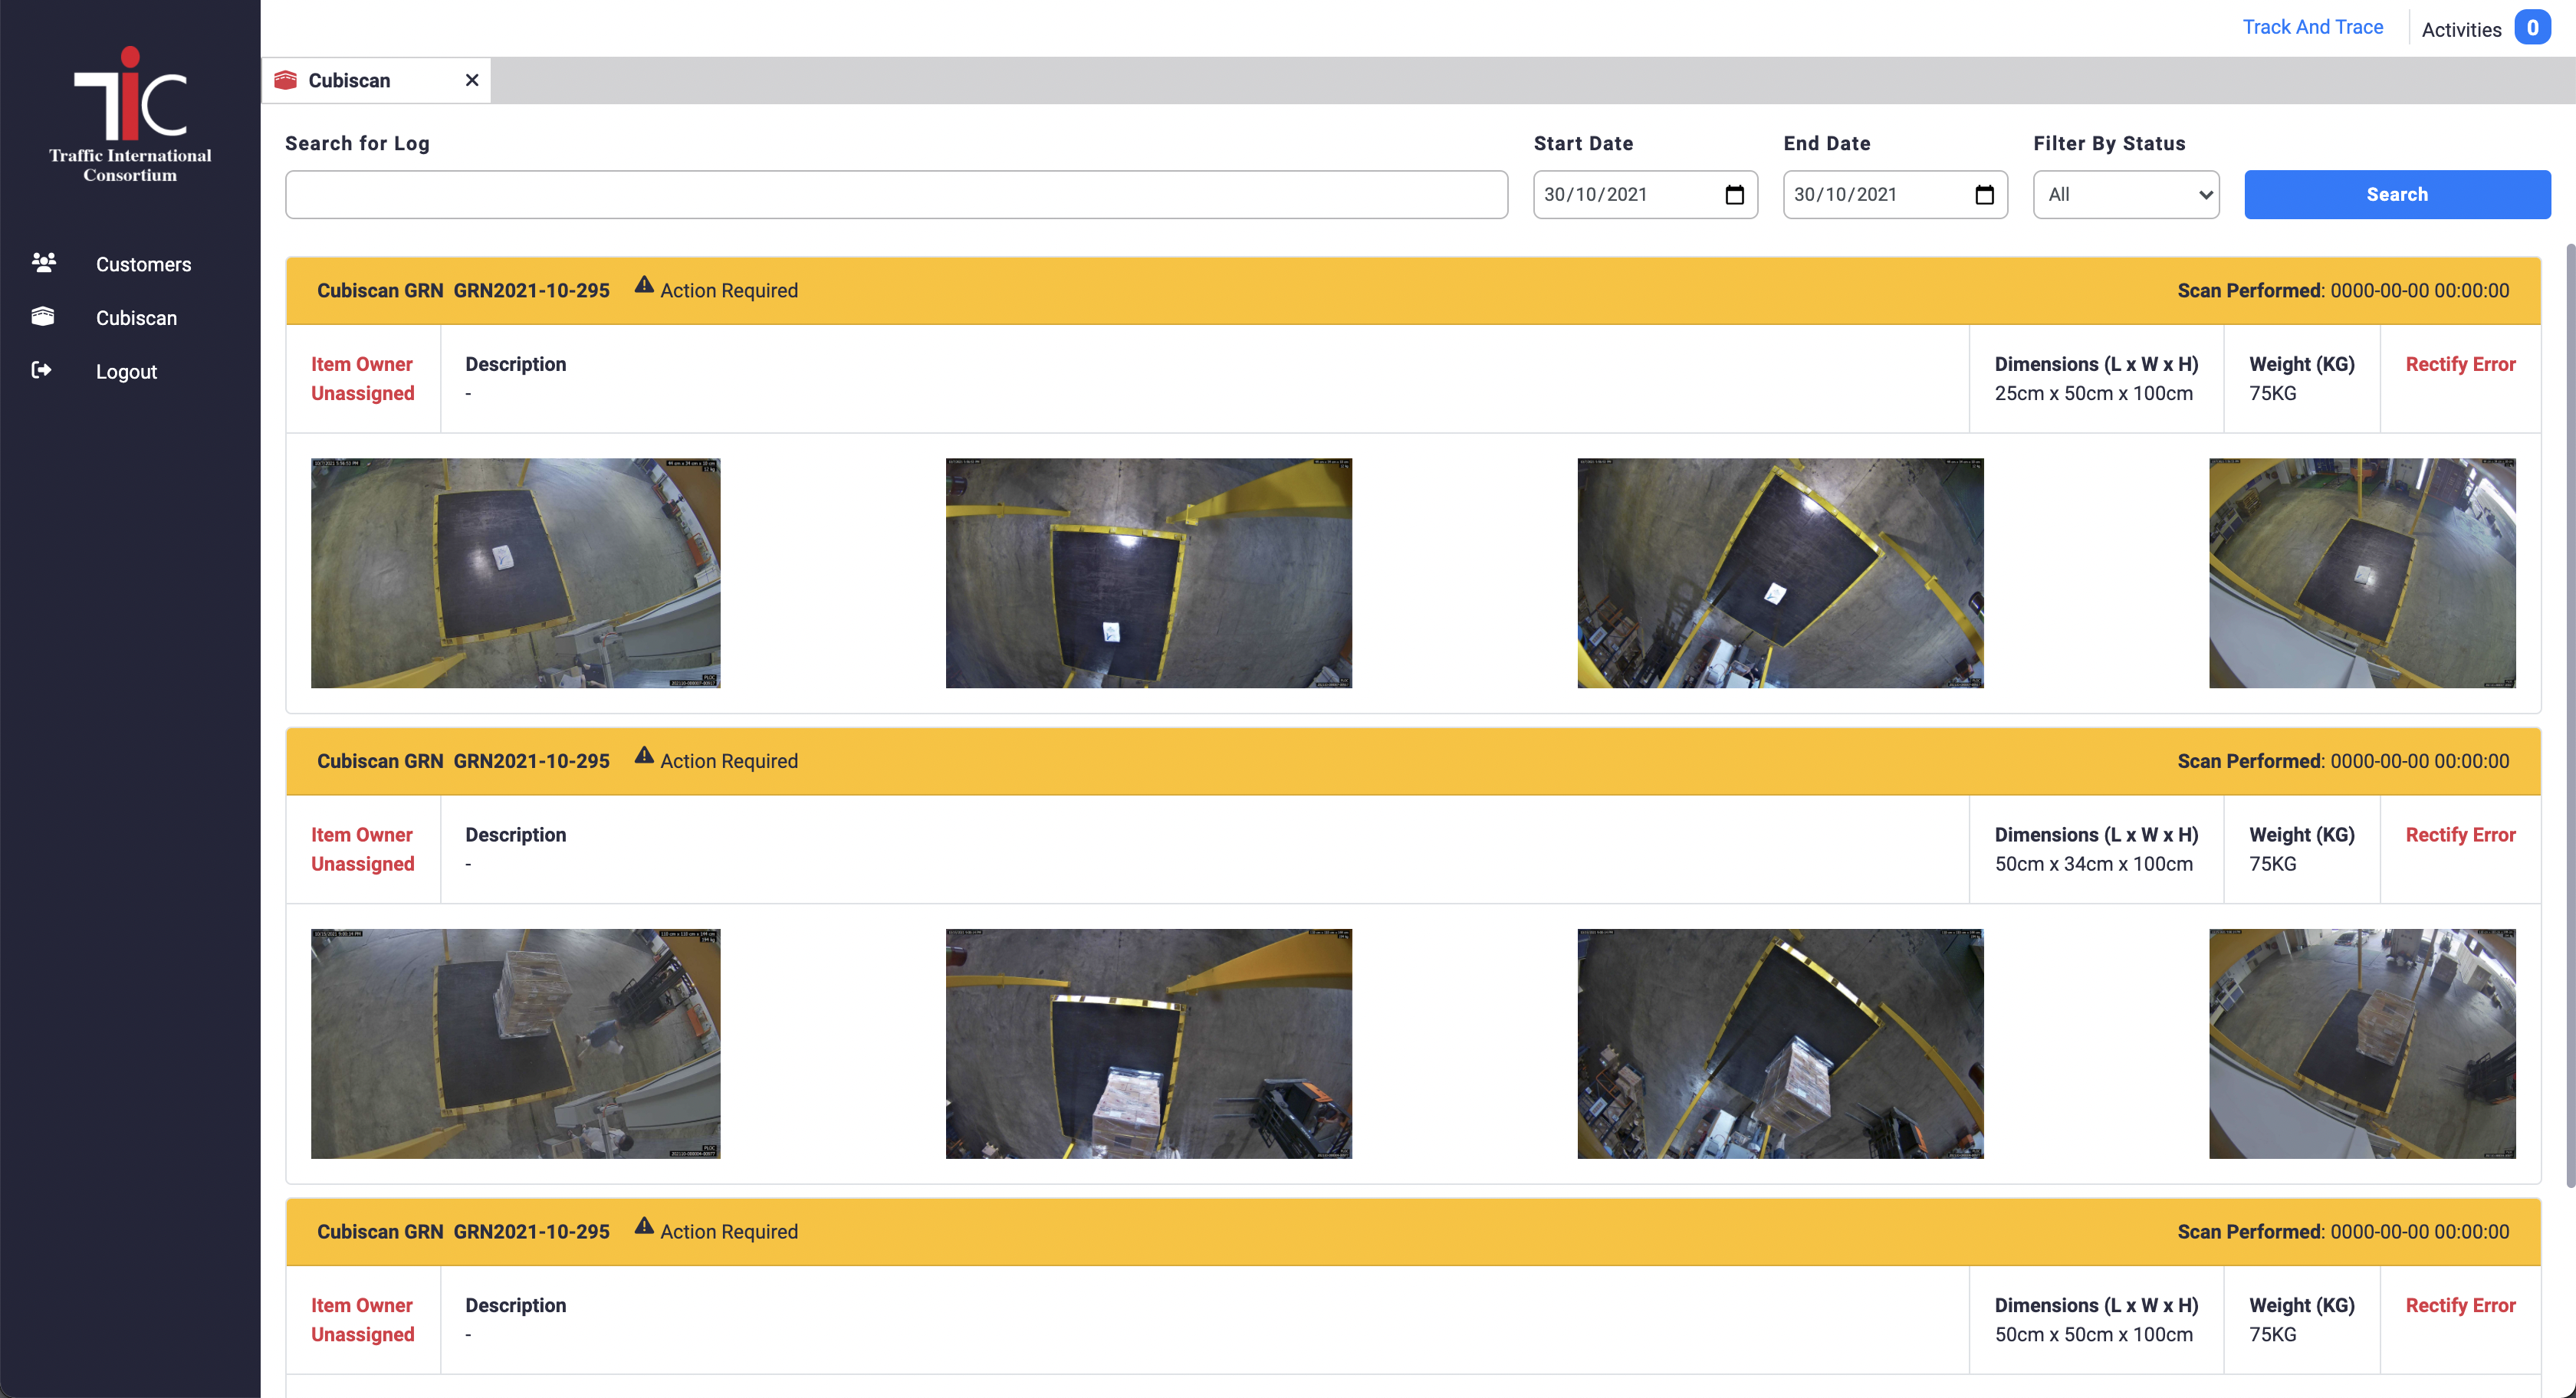 TiC
Traffic International
Consortium
Customers
Cubiscan
Logout
Track And Trace
Activities 0
Cubiscan
Search for Log
Start Date
End Date
Filter By Status
30/10/2021
30/10/2021
All
Search
Cubiscan GRN GRN2021-10-295 Action Required Scan Performed: 0000-00-00 00:00:00
Item Owner Description Dimensions (L x W x H) Weight (KG) Rectify Error
Unassigned - 25cm x 50cm x 100cm 75KG
Cubiscan GRN GRN2021-10-295 Action Required Scan Performed: 0000-00-00 00:00:00
Item Owner Description Dimensions (L x W x H) Weight (KG) Rectify Error
Unassigned - 50cm x 34cm x 100cm 75KG
Cubiscan GRN GRN2021-10-295 Action Required Scan Performed: 0000-00-00 00:00:00
Item Owner Description Dimensions (L x W x H) Weight (KG) Rectify Error
Unassigned - 50cm x 50cm x 100cm 75KG